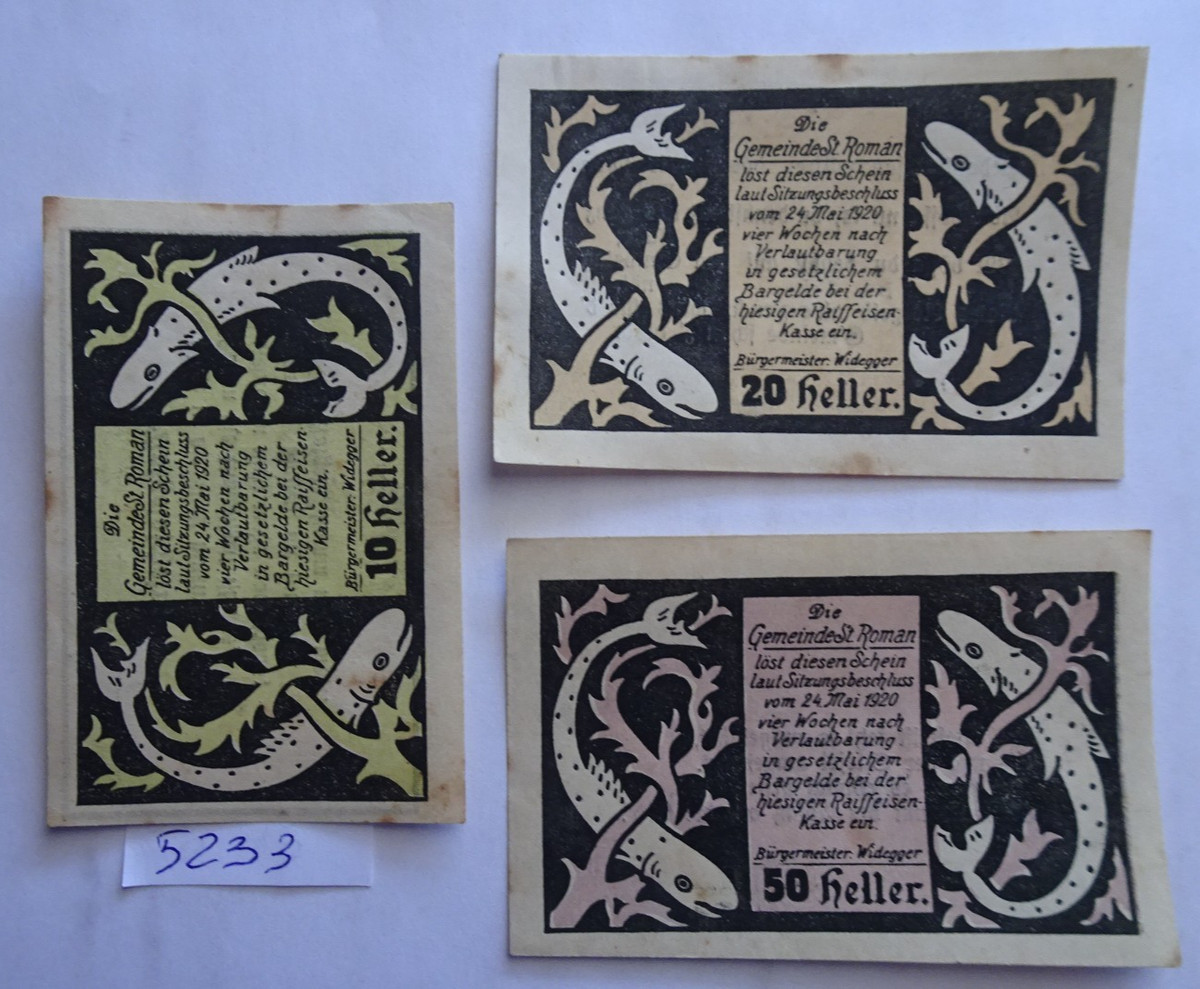 Die
Gemeinde St. Roman
löst diesen Schein
laut Sitzungsbeschluss
vom 24. Mai 1920
vier Wochen nach
Verlautbarung
in gesetzlichem
Bargelde bei der
hiesigen Raiffeisen-
Kasse ein.
Bürgermeister: Widegger
10 Heller.
5233
Die
Gemeinde St. Roman
löst diesen Schein
laut Sitzungsbeschluss
vom 24. Mai 1920
vier Wochen nach
Verlautbarung
in gesetzlichem
Bargelde bei der
hiesigen Raiffeisen-
Kasse ein.
Bürgermeister: Widegger
20 Heller.
Die
Gemeinde St. Roman
löst diesen Schein
laut Sitzungsbeschluss
vom 24. Mai 1920
vier Wochen nach
Verlautbarung
in gesetzlichem
Bargelde bei der
hiesigen Raiffeisen-
Kasse ein.
Bürgermeister: Widegger
50 Heller.